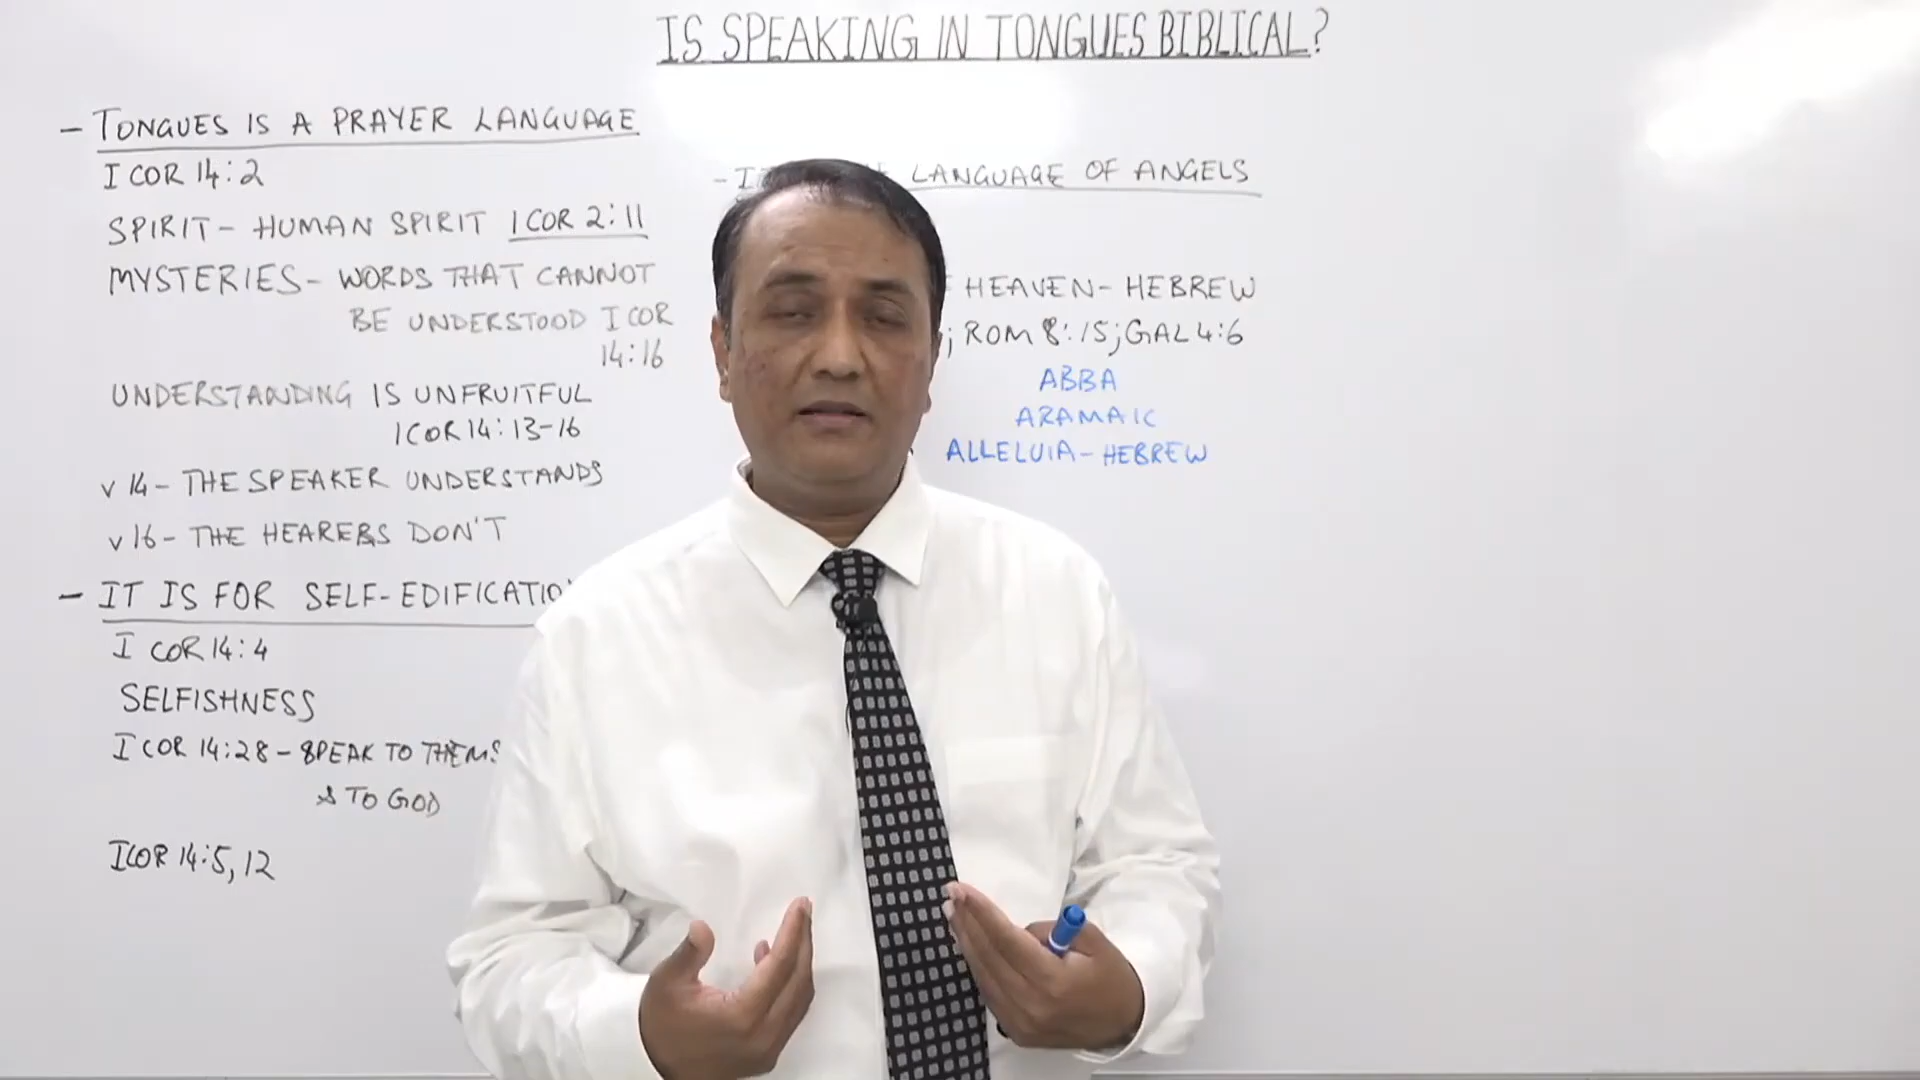 IS SPEAKING IN TONGUES BIBLICAL?
- TONGUES IS A PRAYER LANGUAGE
I COR 14:2
SPIRIT - HUMAN SPIRIT I COR 2:11
MYSTERIES - WORDS THAT CANNOT
BE UNDERSTOOD I COR
14:16
UNDERSTANDING IS UNFRUITFUL
I COR 14:13-16
v 14 - THE SPEAKER UNDERSTANDS
v 16 - THE HEARERS DON'T
- IT IS FOR SELF-EDIFICATIO
I COR 14:4
SELFISHNESS
I COR 14:28 - SPEAK TO THEMS
& TO GOD
I COR 14:5, 12
- LANGUAGE OF ANGELS
HEAVEN - HEBREW
; ROM 8:15; GAL 4:6
ABBA
ARAMAIC
ALLELUIA - HEBREW